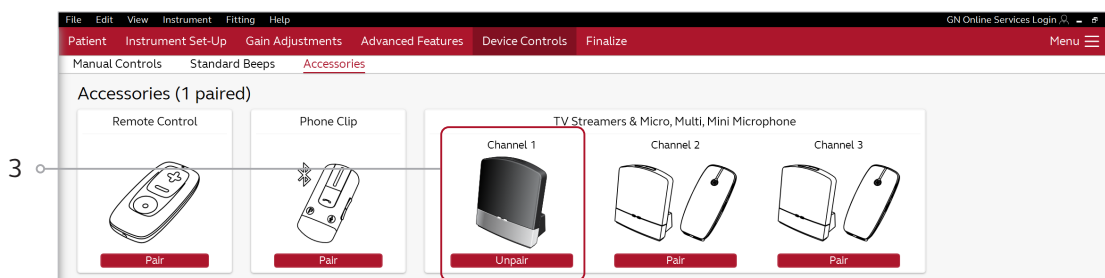 File Edit View Instrument Fitting Help GN Online Services Login
Patient Instrument Set-Up Gain Adjustments Advanced Features Device Controls Finalize Menu
Manual Controls Standard Beeps Accessories
Accessories (1 paired)
Remote Control Phone Clip TV Streamers & Micro, Multi, Mini Microphone
Channel 1 Channel 2 Channel 3
3
Pair Pair Unpair Pair Pair